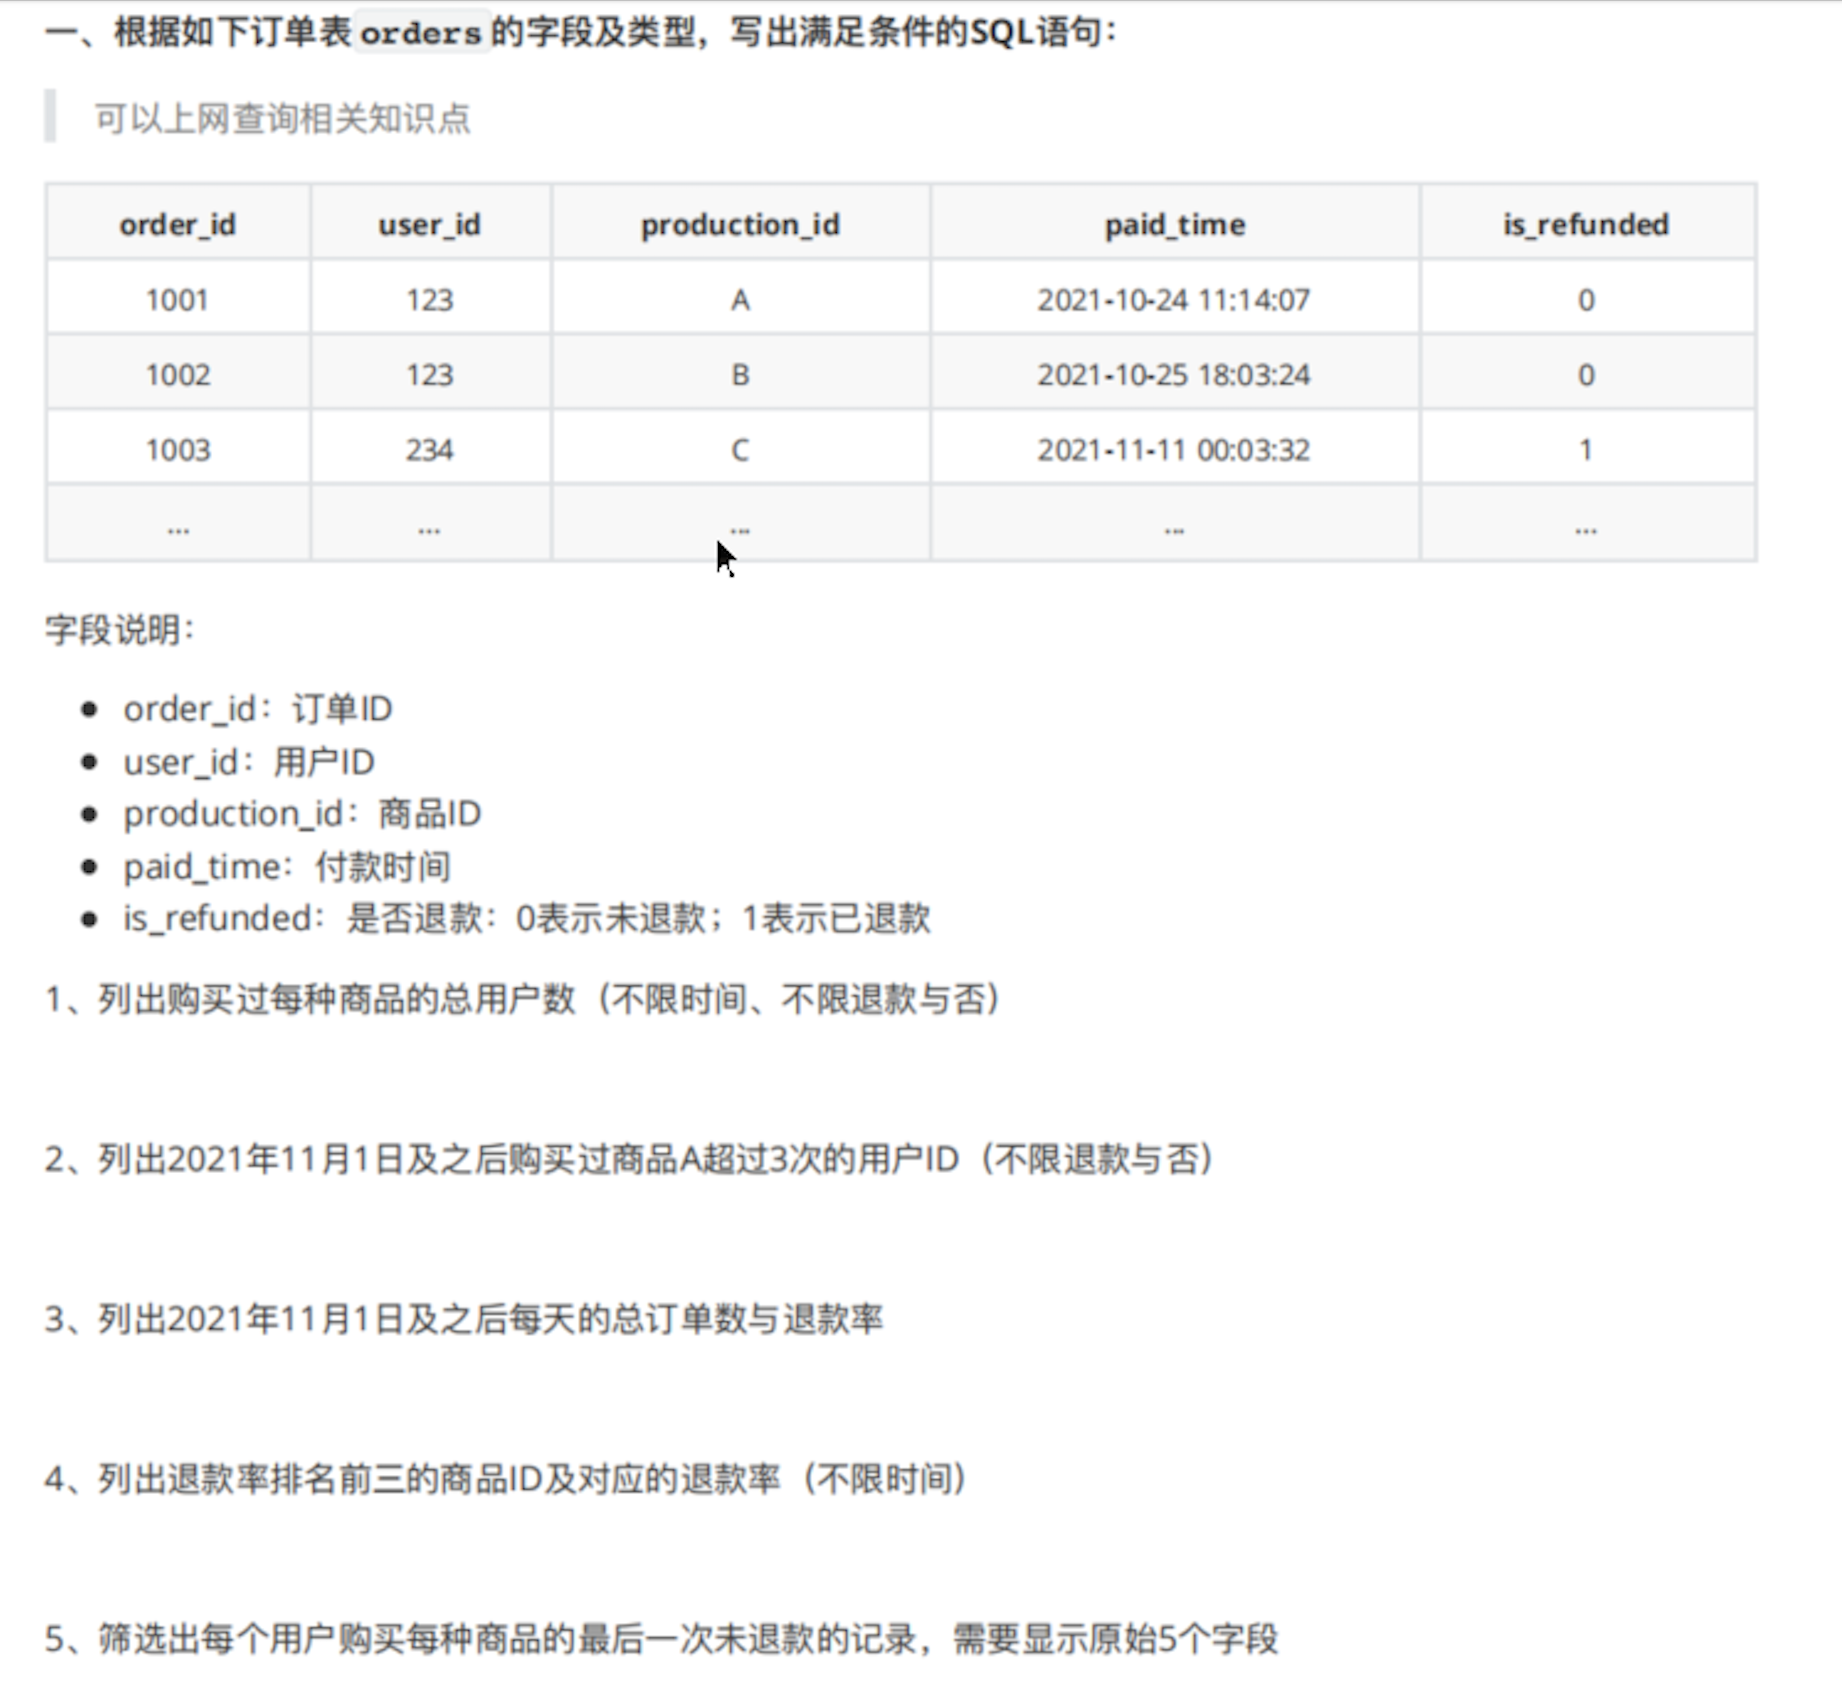 一、根据如下订单表orders的字段及类型，写出满足条件的SQL语句：
可以上网查询相关知识点
order_id user_id production_id paid_time is_refunded
1001 123 A 2021-10-24 11:14:07 0
1002 123 B 2021-10-25 18:03:24 0
1003 234 C 2021-11-11 00:03:32 1
... ... ... ... ...
字段说明：
● order_id：订单ID
● user_id：用户ID
● production_id：商品ID
● paid_time：付款时间
● is_refunded：是否退款：0表示未退款；1表示已退款
1、列出购买过每种商品的总用户数（不限时间、不限退款与否）
2、列出2021年11月1日及之后购买过商品A超过3次的用户ID（不限退款与否）
3、列出2021年11月1日及之后每天的总订单数与退款率
4、列出退款率排名前三的商品ID及对应的退款率（不限时间）
5、筛选出每个用户购买每种商品的最后一次未退款的记录，需要显示原始5个字段